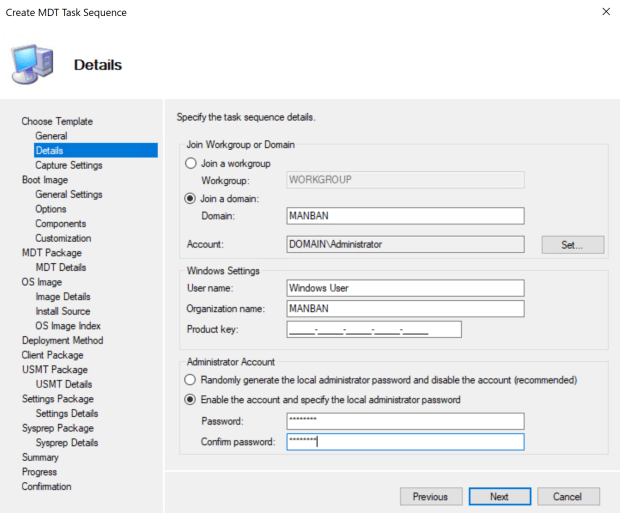 Create MDT Task Sequence
Details
Choose Template
General
Details
Capture Settings
Boot Image
General Settings
Options
Components
Customization
MDT Package
MDT Details
OS Image
Image Details
Install Source
OS Image Index
Deployment Method
Client Package
USMT Package
USMT Details
Settings Package
Settings Details
Sysprep Package
Sysprep Details
Summary
Progress
Confirmation
Specify the task sequence details.
Join Workgroup or Domain
Join a workgroup
Workgroup: WORKGROUP
Join a domain:
Domain: MANBAN
Account: DOMAIN\Administrator Set...
Windows Settings
User name: Windows User
Organization name: MANBAN
Product key: _____-_____-_____-_____-_____
Administrator Account
Randomly generate the local administrator password and disable the account (recommended)
Enable the account and specify the local administrator password
Password: ********
Confirm password: ********
Previous Next Cancel